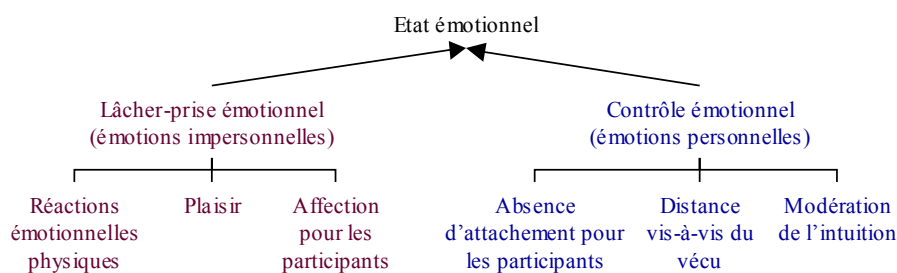 Etat émotionnel
Lâcher-prise émotionnel
(émotions impersonnelles)
Contrôle émotionnel
(émotions personnelles)
Réactions
émotionnelles
physiques
Plaisir
Affection
pour les
participants
Absence
d'attachement pour
les participants
Distance
vis-à-vis du
vécu
Modération
de l'intuition